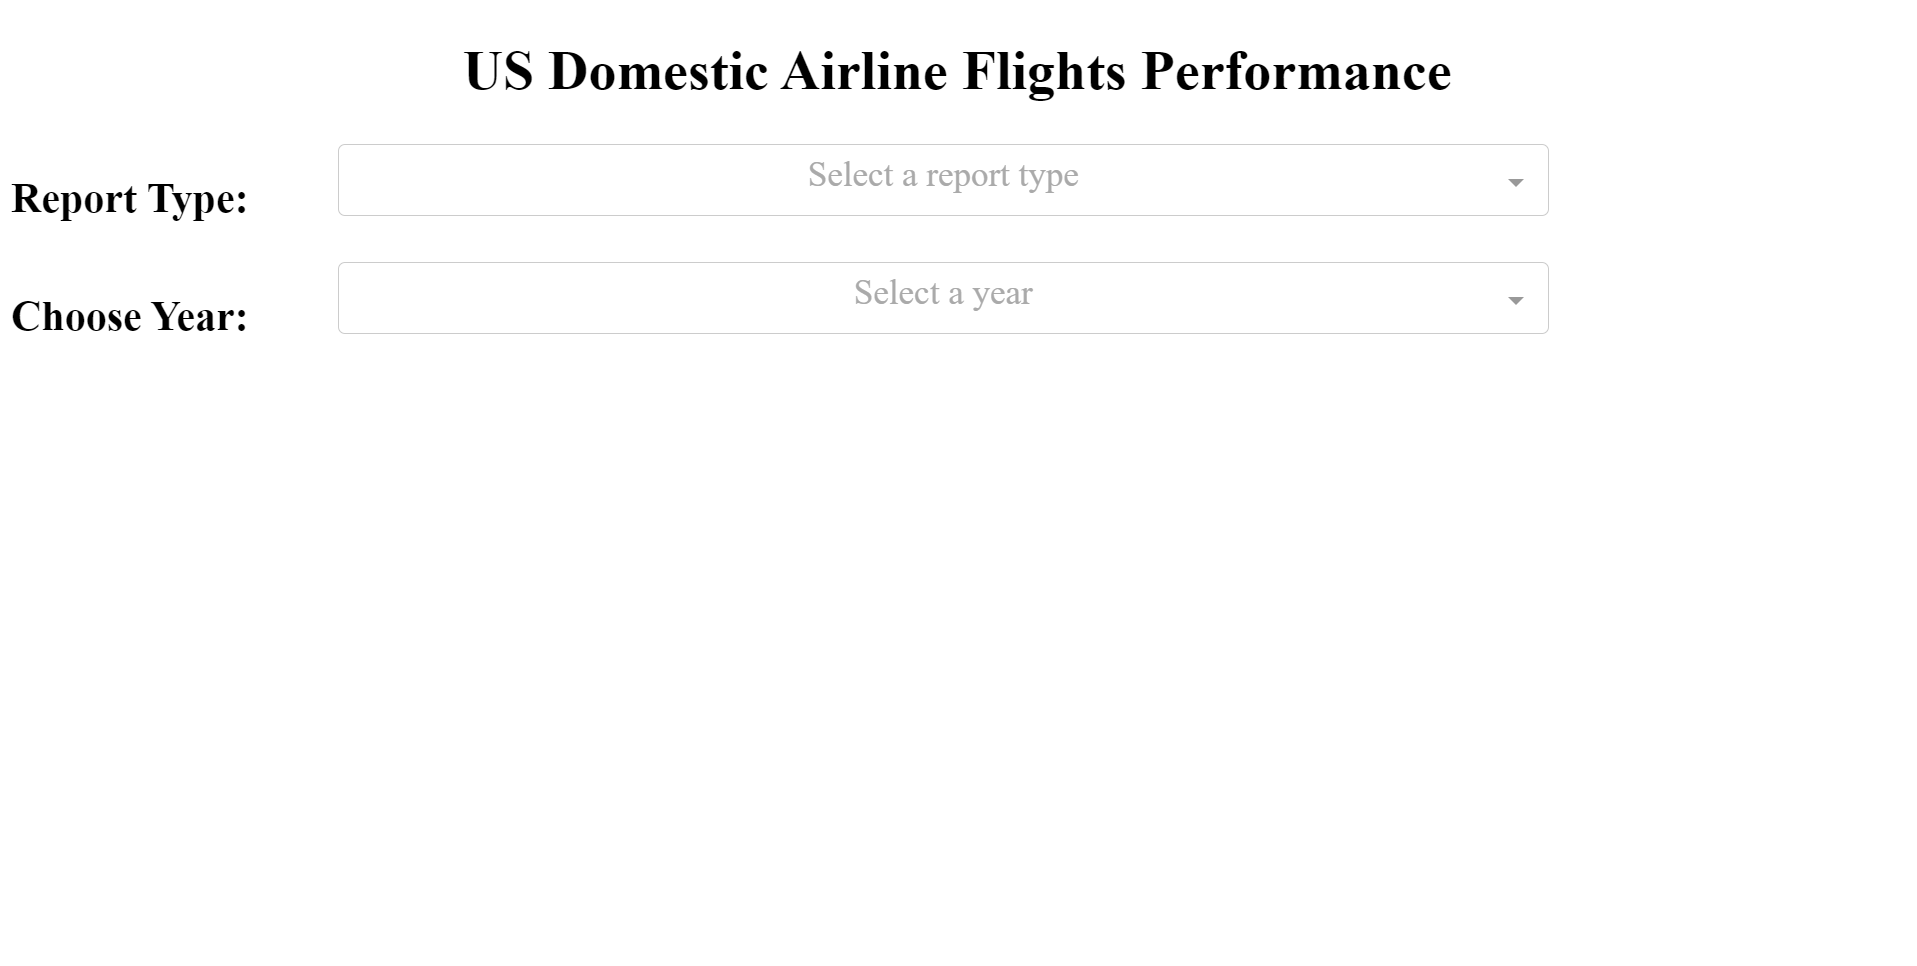 US Domestic Airline Flights Performance
Report Type:
Select a report type
Choose Year:
Select a year